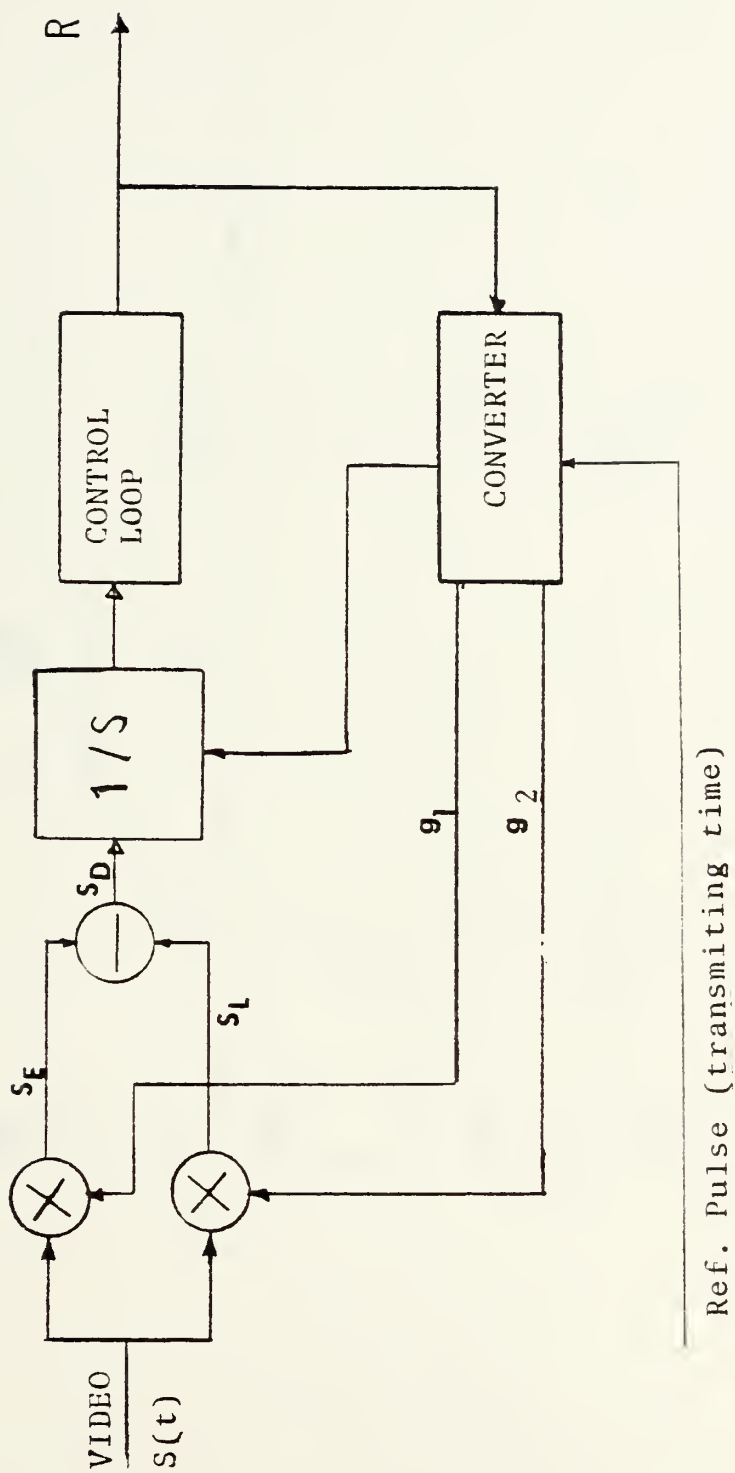 VIDEO
S(t)
S_E
S_L
S_D
1/S
CONTROL
LOOP
R
g_1
g_2
CONVERTER
Ref. Pulse (transmiting time)